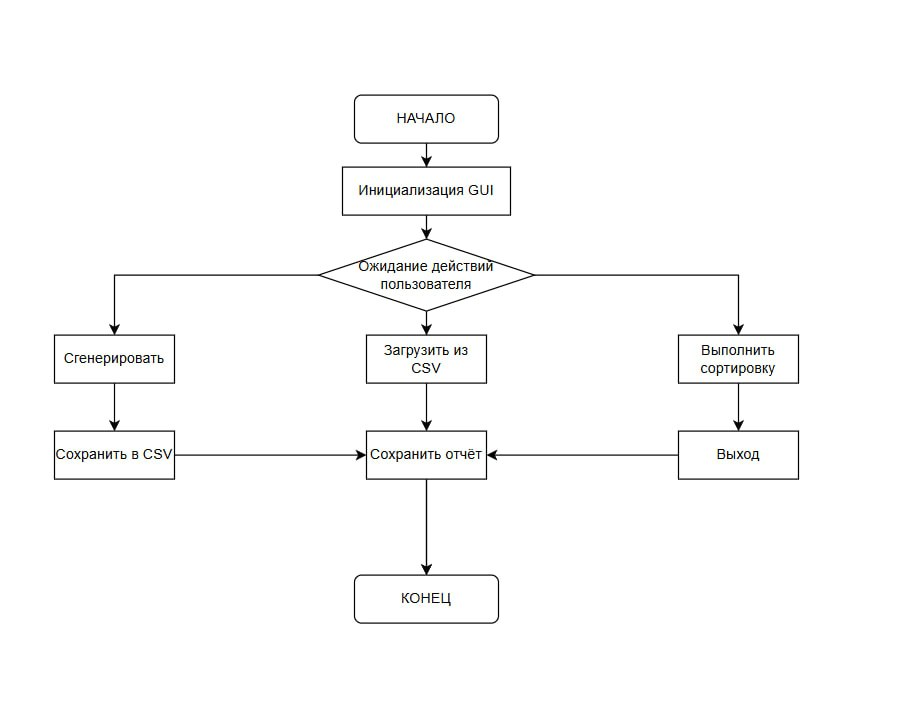 НАЧАЛО
Инициализация GUI
Ожидание действий
пользователя
Сгенерировать
Загрузить из
CSV
Выполнить
сортировку
Сохранить в CSV
Сохранить отчёт
Выход
КОНЕЦ